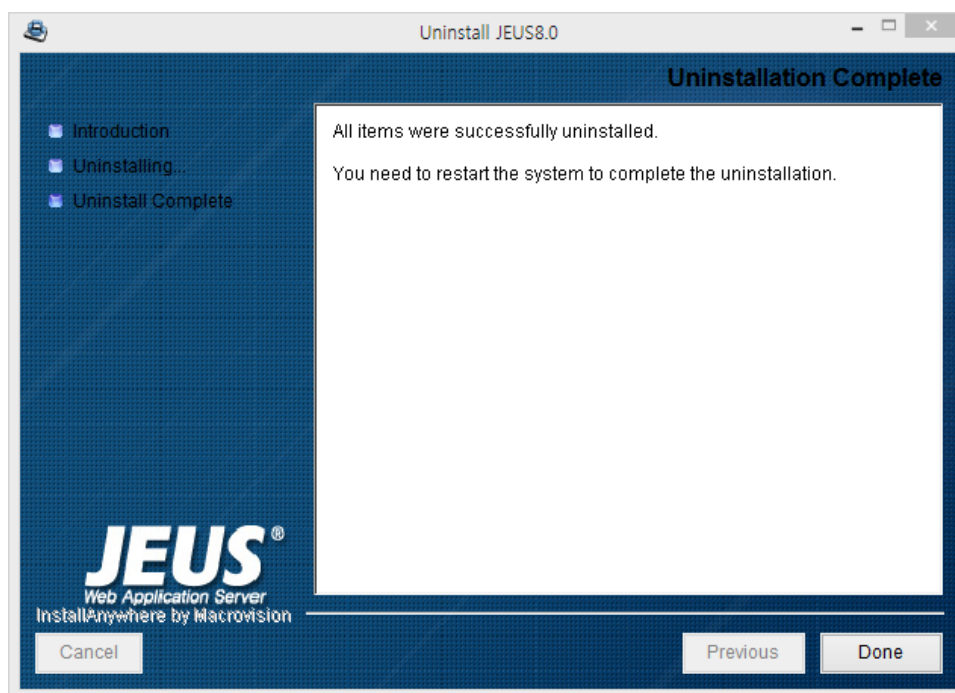 Uninstall JEUS8.0
Uninstallation Complete
Introduction
Uninstalling...
Uninstall Complete
All items were successfully uninstalled.
You need to restart the system to complete the uninstallation.
JEUS®
Web Application Server
InstallAnywhere by Macrovision
Cancel
Previous
Done